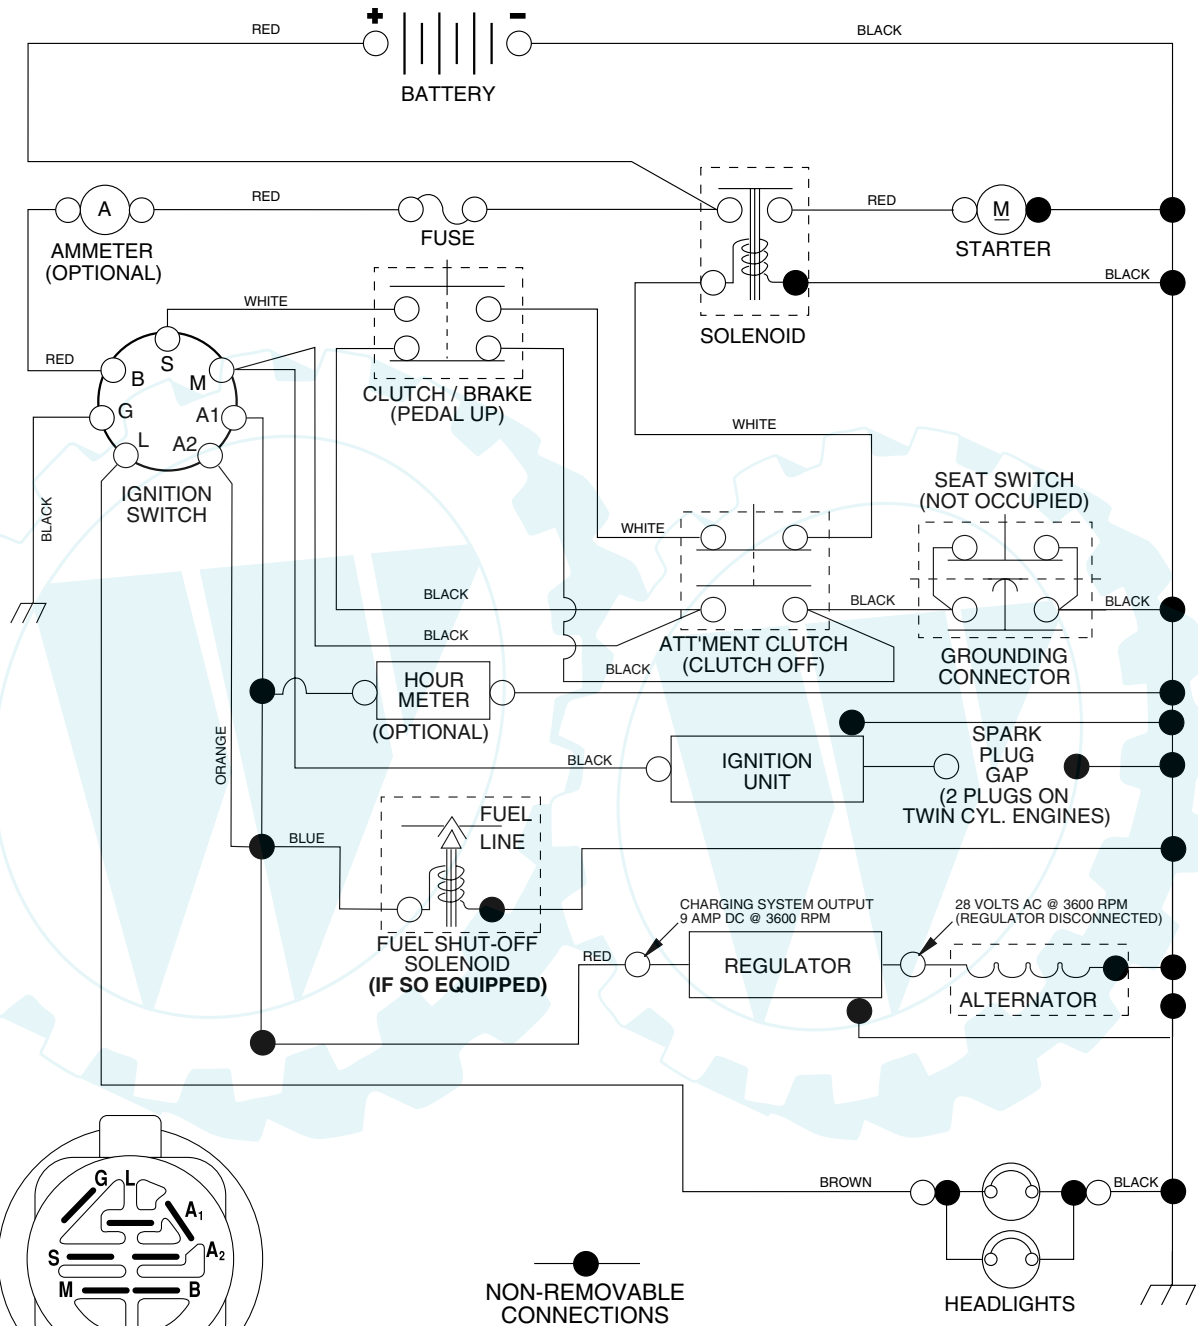 + −
RED
BLACK
BATTERY
RED
A
AMMETER
(OPTIONAL)
FUSE
RED
M
STARTER
BLACK
SOLENOID
WHITE
RED
S
B
M
G
A1
L
A2
IGNITION
SWITCH
BLACK
CLUTCH / BRAKE
(PEDAL UP)
WHITE
SEAT SWITCH
(NOT OCCUPIED)
WHITE
BLACK
BLACK
BLACK
BLACK
ATT'MENT CLUTCH
(CLUTCH OFF)
GROUNDING
CONNECTOR
BLACK
HOUR
METER
(OPTIONAL)
ORANGE
BLACK
IGNITION
UNIT
SPARK
PLUG
GAP
(2 PLUGS ON
TWIN CYL. ENGINES)
BLUE
FUEL
LINE
FUEL SHUT-OFF
SOLENOID
(IF SO EQUIPPED)
CHARGING SYSTEM OUTPUT
9 AMP DC @ 3600 RPM
28 VOLTS AC @ 3600 RPM
(REGULATOR DISCONNECTED)
RED
REGULATOR
ALTERNATOR
BROWN
BLACK
HEADLIGHTS
G L
A1
S
A2
M
B
NON-REMOVABLE
CONNECTIONS